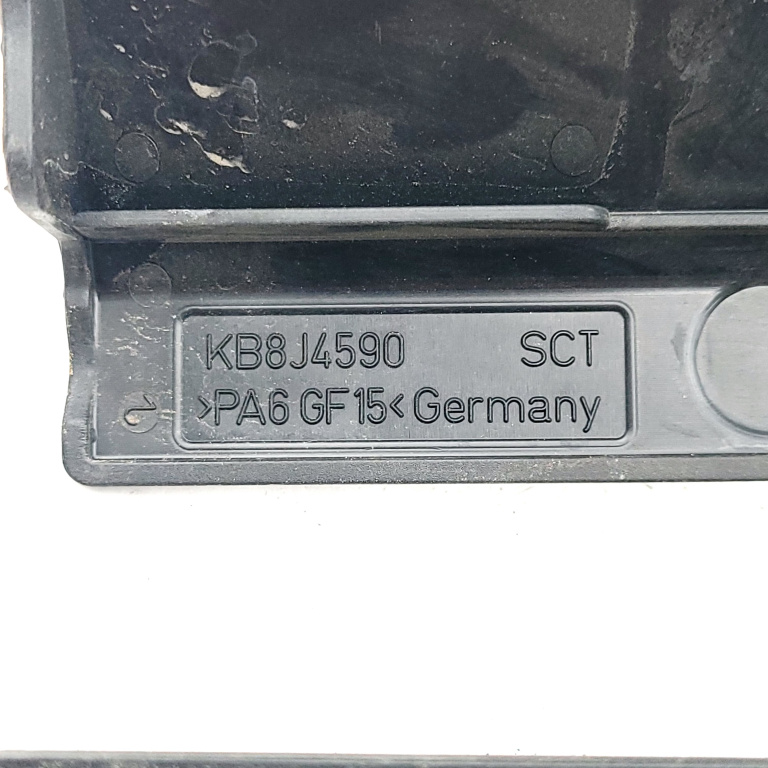 KB8J4590 SCT
>PA6 GF15< Germany